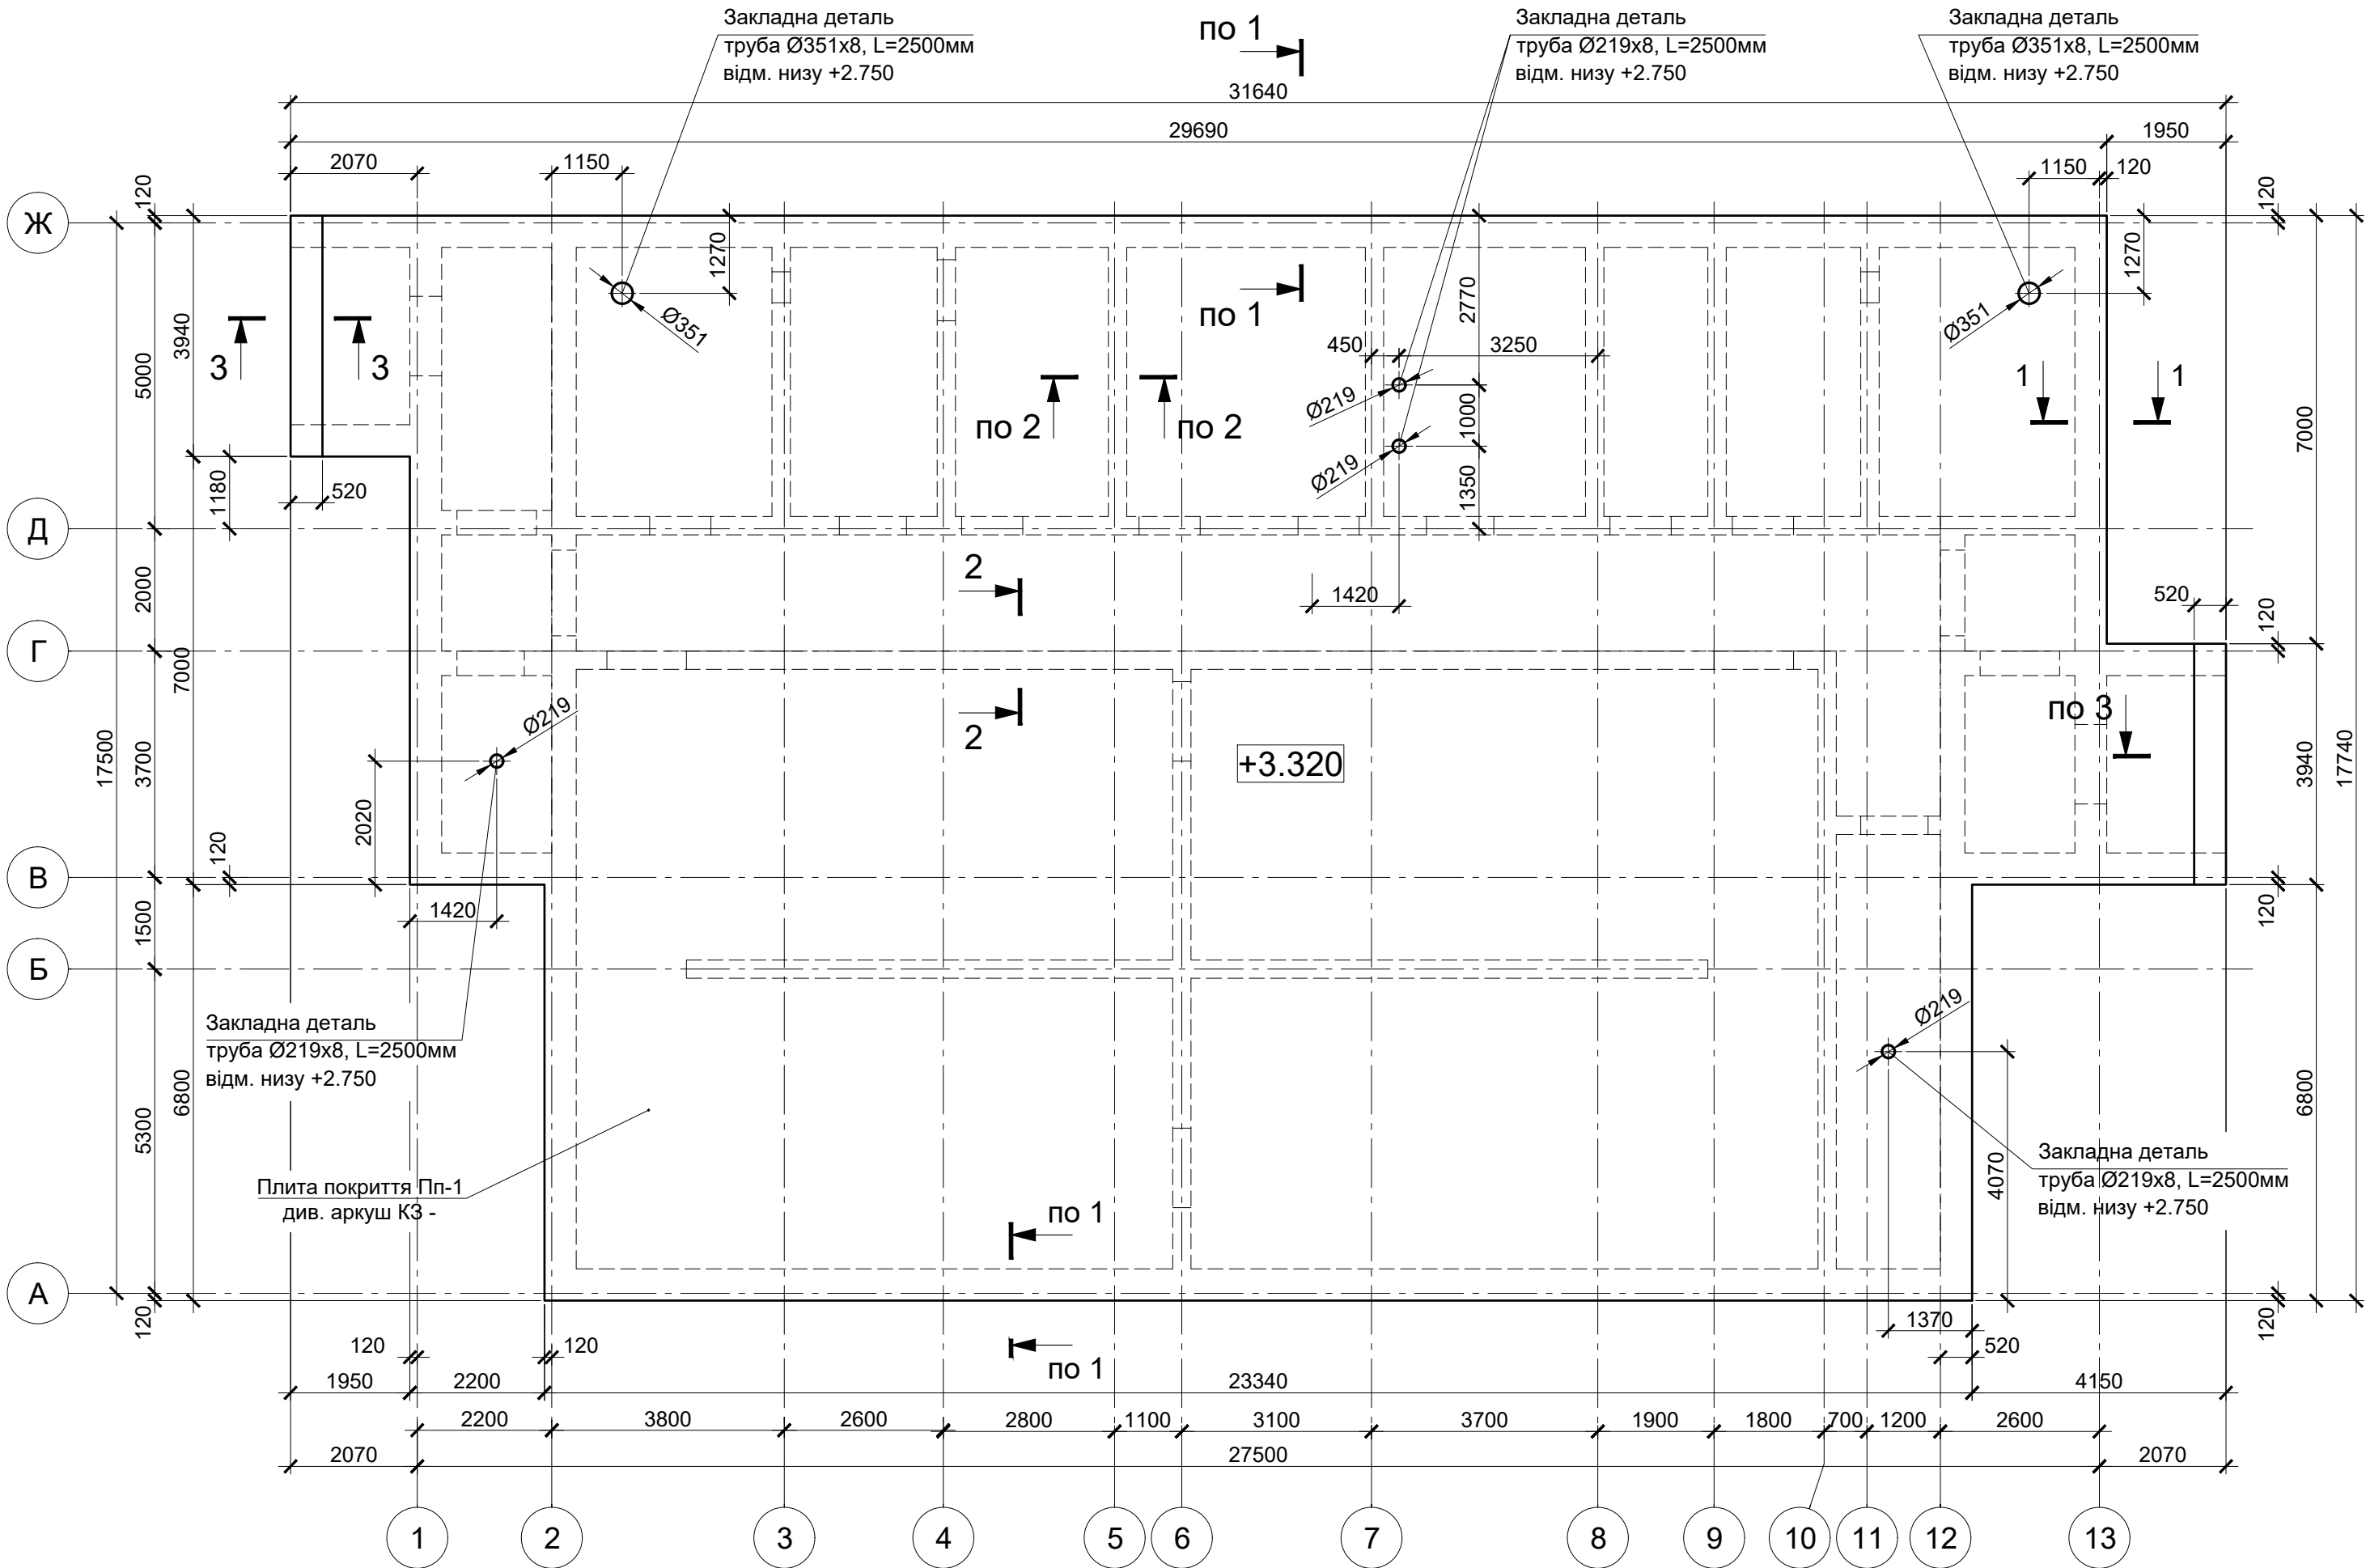 Закладна деталь
труба Ø351х8, L=2500мм
відм. низу +2.750
по 1
Закладна деталь
труба Ø219х8, L=2500мм
відм. низу +2.750
Закладна деталь
труба Ø351х8, L=2500мм
відм. низу +2.750
31640
29690
1950
2070
1150
1150
120
120
120
Ж
1270
2770
1270
Ø351
по 1
Ø351
3940
5000
3
3
450
3250
1
1
Ø219
1000
по 2
по 2
7000
Ø219
1350
1180
520
Д
2
1420
2000
520
120
Г
7000
Ø219
по 3
2
17500
3700
+3.320
3940
17740
2020
120
В
1420
1500
120
Б
Ø219
Закладна деталь
труба Ø219х8, L=2500мм
відм. низу +2.750
6800
5300
6800
Закладна деталь
труба Ø219х8, L=2500мм
відм. низу +2.750
4070
Плита покриття Пп-1
див. аркуш КЗ -
по 1
А
120
120
1370
120
120
520
по 1
1950
2200
23340
4150
2200
3800
2600
2800
1100
3100
3700
1900
1800
700
1200
2600
2070
27500
2070
1
2
3
4
5
6
7
8
9
10
11
12
13